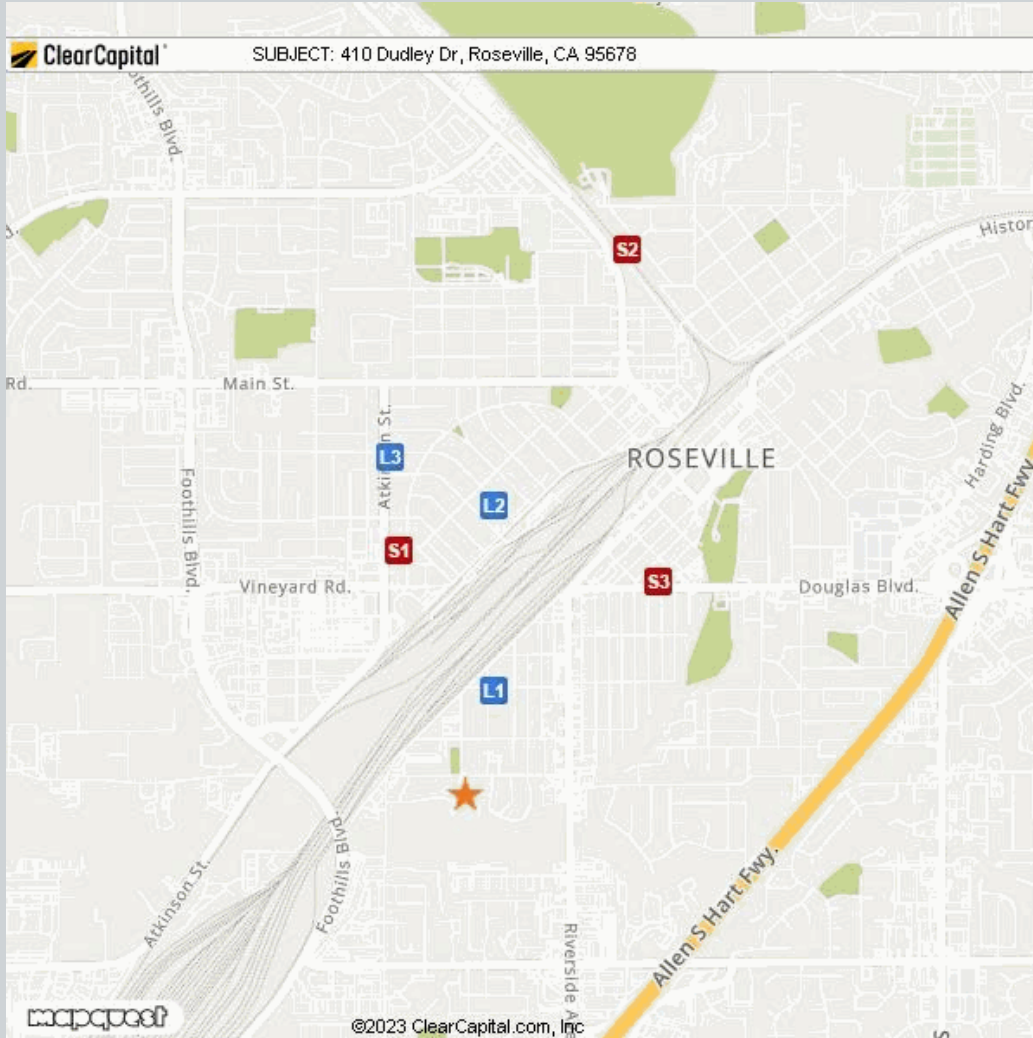 ClearCapital
SUBJECT: 410 Dudley Dr, Roseville, CA 95678
othills Blvd.
Histor
S2
Rd.
Main St.
Harding Blvd.
Atkinson St.
L3
ROSEVILLE
Foothills Blvd.
L2
S1
Allen S Hart Fwy
Vineyard Rd.
S3
Douglas Blvd.
L1
Foothills Blvd.
Atkinson St.
Allen S Hart Fwy.
Riverside A
mapquest
©2023 ClearCapital.com, Inc